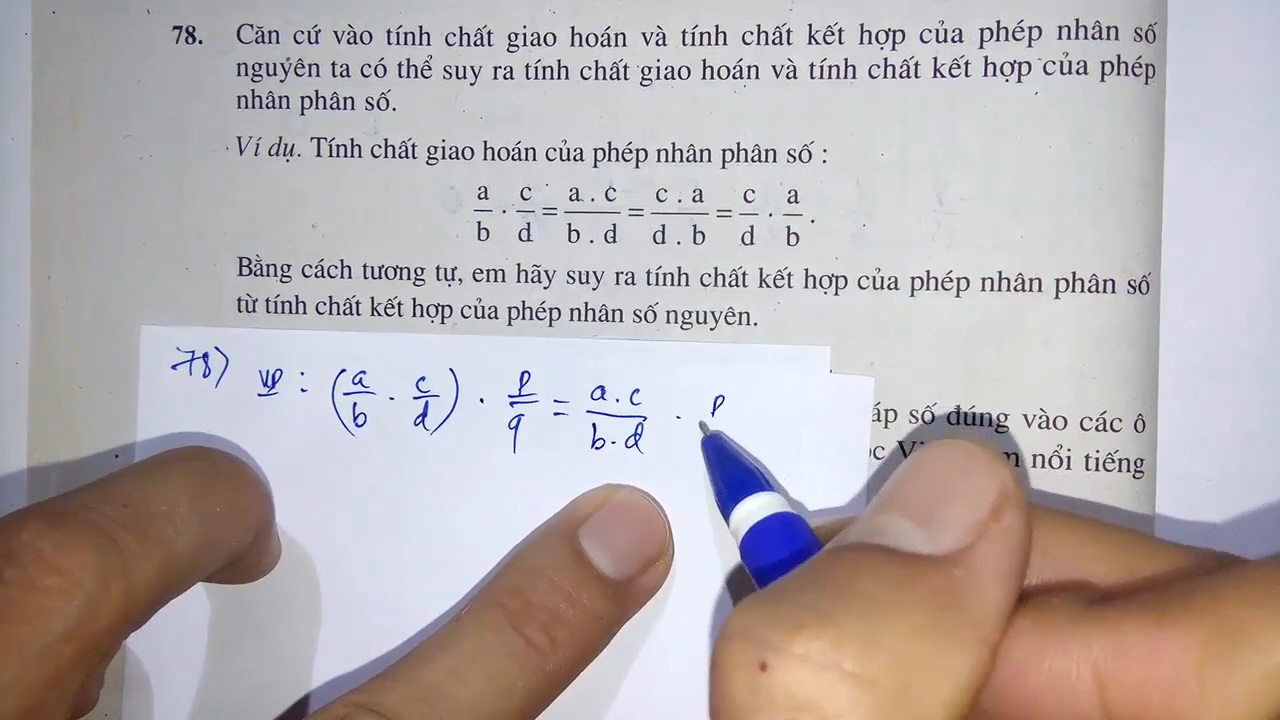 78. Căn cứ vào tính chất giao hoán và tính chất kết hợp của phép nhân số
nguyên ta có thể suy ra tính chất giao hoán và tính chất kết hợp của phép
nhân phân số.
Ví dụ. Tính chất giao hoán của phép nhân phân số :
a/b . c/d = a . c/b . d = c . a/d . b = c/d . a/b .
Bằng cách tương tự, em hãy suy ra tính chất kết hợp của phép nhân phân số
từ tính chất kết hợp của phép nhân số nguyên.
78) : (a/b . c/d) . p/q = a.c/b.d . p
áp số đúng vào các ô
nổi tiếng